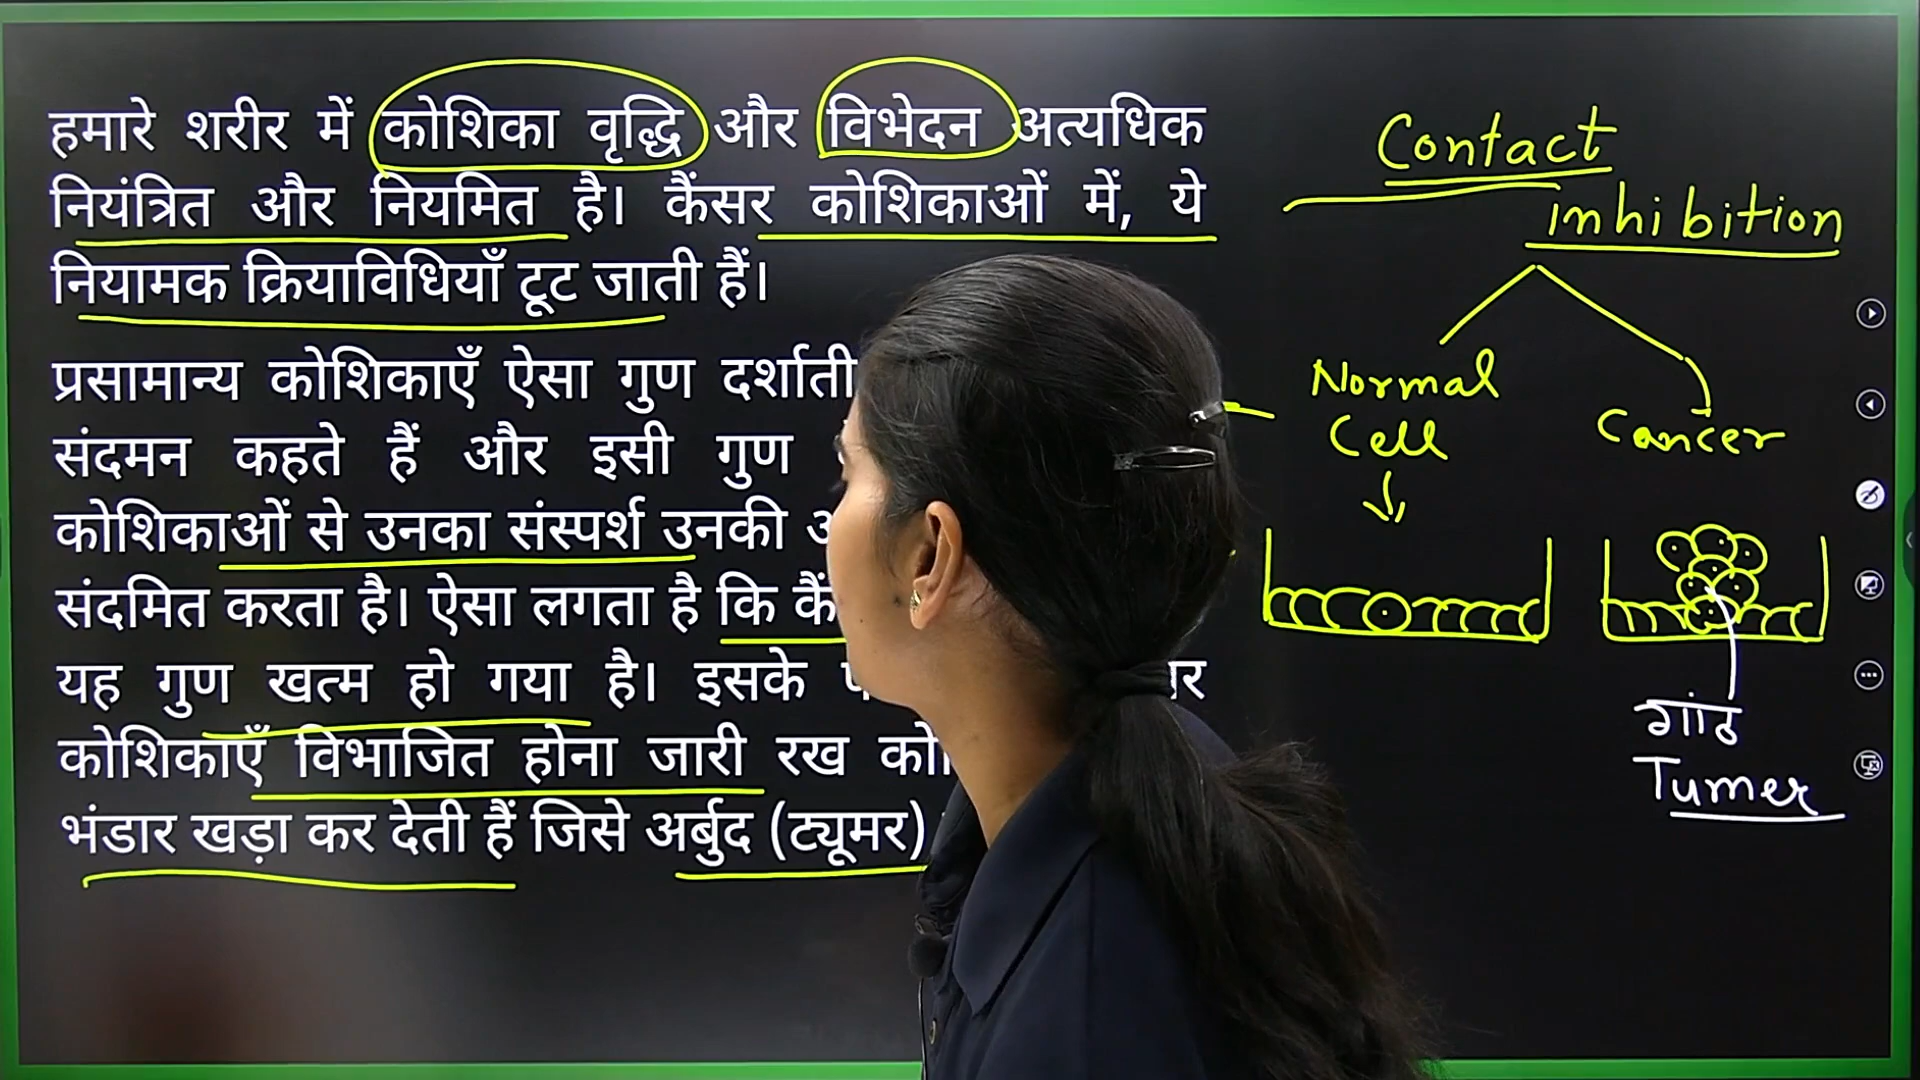 हमारे शरीर में कोशिका वृद्धि और विभेदन अत्यधिक
नियंत्रित और नियमित है। कैंसर कोशिकाओं में, ये
नियामक क्रियाविधियाँ टूट जाती हैं।
प्रसामान्य कोशिकाएँ ऐसा गुण दर्शाती
संदमन कहते हैं और इसी गुण
कोशिकाओं से उनका संस्पर्श उनकी
संदमित करता है। ऐसा लगता है कि
यह गुण खत्म हो गया है। इसके
कोशिकाएँ विभाजित होना जारी रख
भंडार खड़ा कर देती हैं जिसे अर्बुद (ट्यूमर)
Contact
inhibition
Normal
Cell
Cancer
गांठ
Tumer